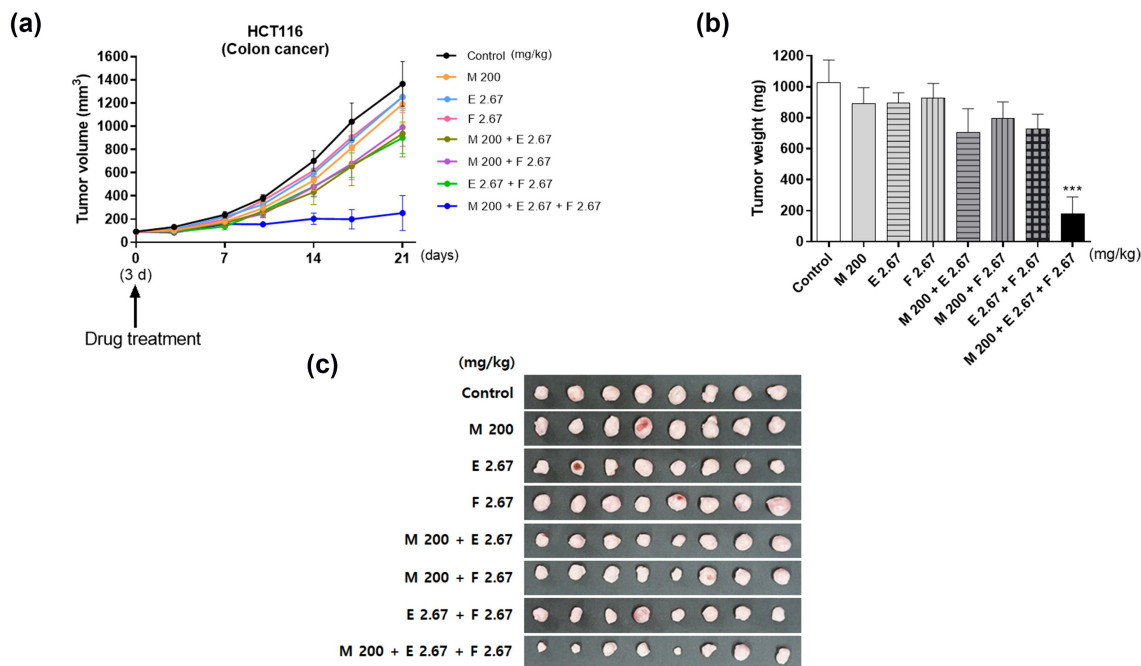 (a)
HCT116
(Colon cancer)
Tumor volume (mm³)
1600
1400
1200
1000
800
600
400
200
0
0
7
14
21
(days)
(3 d)
Drug treatment
Control (mg/kg)
M 200
E 2.67
F 2.67
M 200 + E 2.67
M 200 + F 2.67
E 2.67 + F 2.67
M 200 + E 2.67 + F 2.67
(b)
Tumor weight (mg)
1200
1000
800
600
400
200
0
***
(mg/kg)
Control
M 200
E 2.67
F 2.67
M 200 + E 2.67
M 200 + F 2.67
E 2.67 + F 2.67
M 200 + E 2.67 + F 2.67
(c)
(mg/kg)
Control
M 200
E 2.67
F 2.67
M 200 + E 2.67
M 200 + F 2.67
E 2.67 + F 2.67
M 200 + E 2.67 + F 2.67